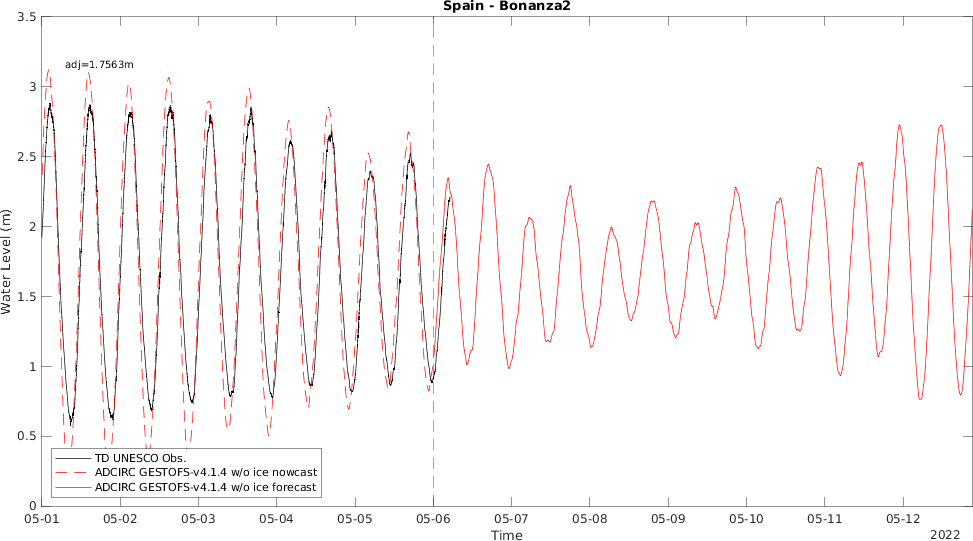 Spain - Bonanza2
adj=1.7563m
Water Level (m)
3.5
3
2.5
2
1.5
1
0.5
0
TD UNESCO Obs.
ADCIRC GESTOFS-v4.1.4 w/o ice nowcast
ADCIRC GESTOFS-v4.1.4 w/o ice forecast
05-01 05-02 05-03 05-04 05-05 05-06 05-07 05-08 05-09 05-10 05-11 05-12
Time
2022